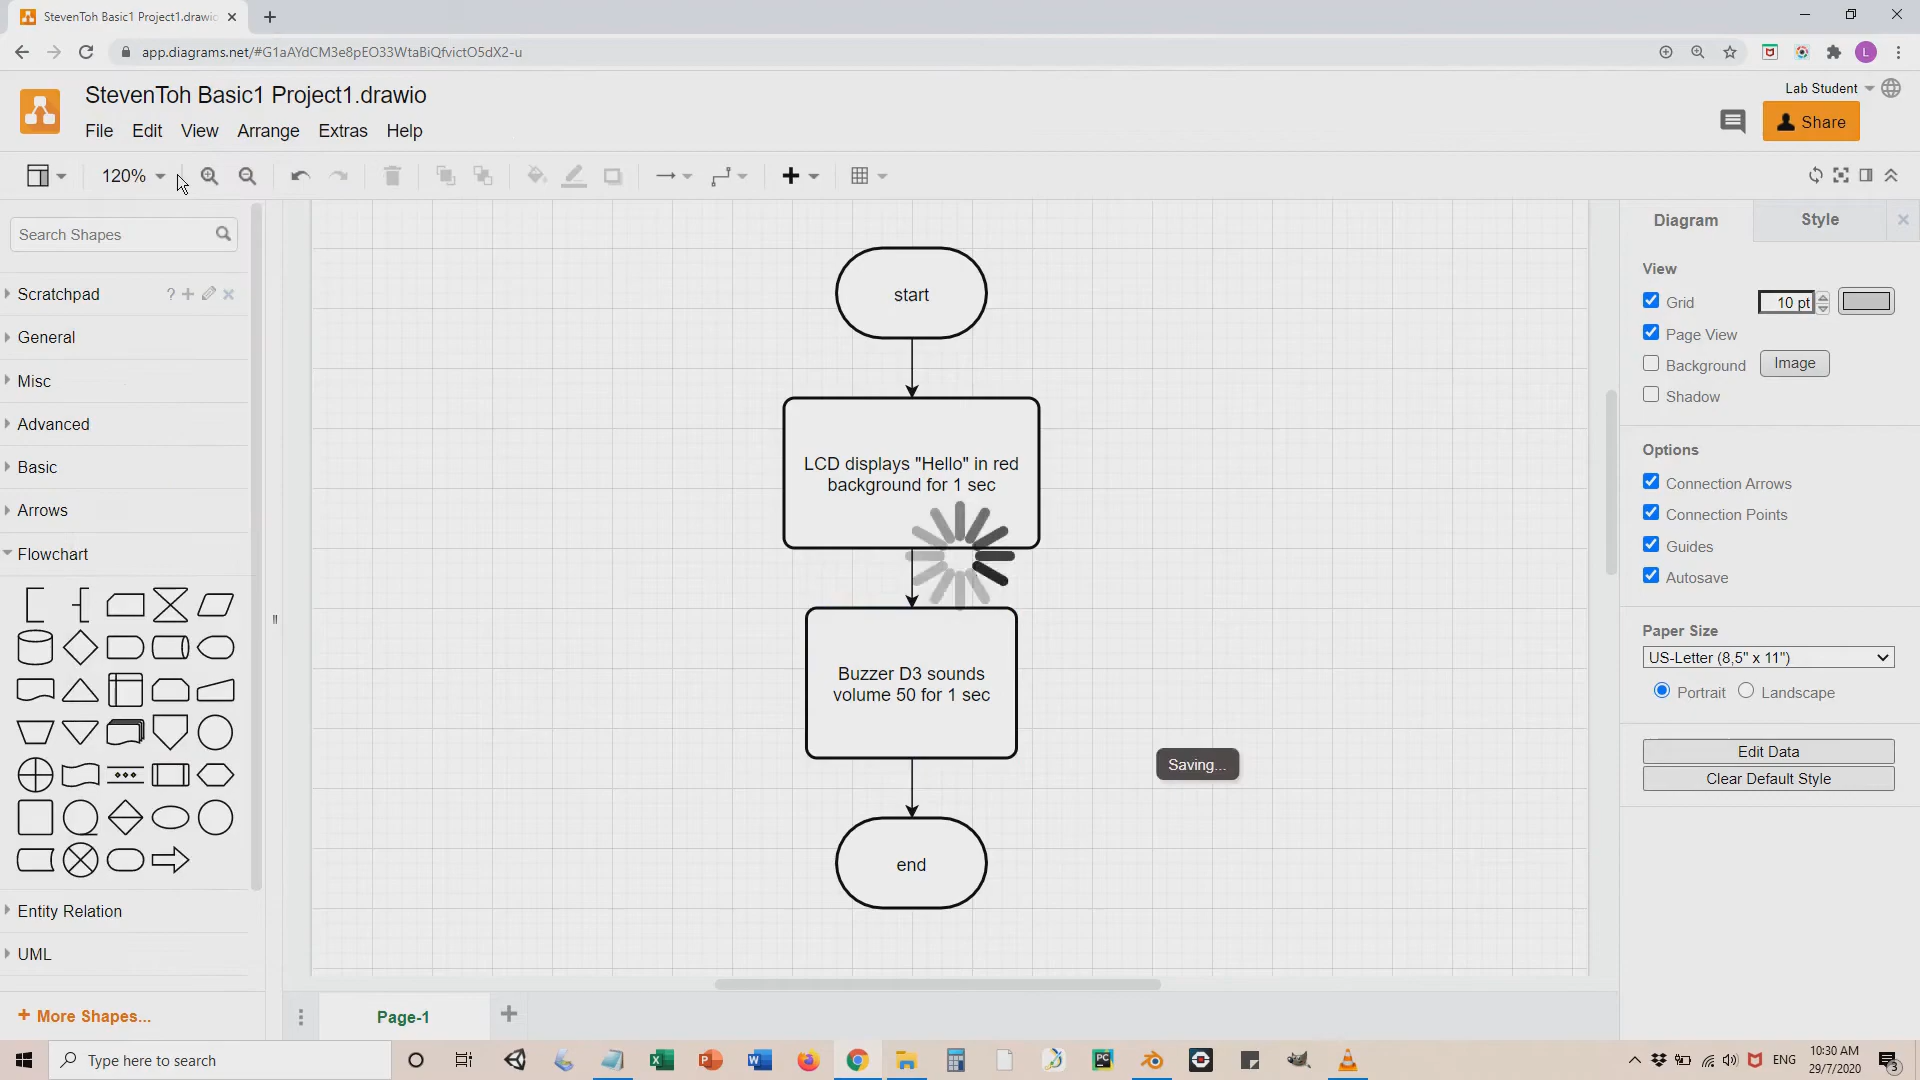 StevenToh Basic1 Project1.drawio
app.diagrams.net/#G1aAYdCM3e8pEO33WtaBiQfvictO5dX2-u
L
StevenToh Basic1 Project1.drawio
Lab Student
File Edit View Arrange Extras Help
Share
120%
Search Shapes
Scratchpad
?
General
Misc
Advanced
Basic
Arrows
Flowchart
Entity Relation
UML
+ More Shapes...
start
LCD displays "Hello" in red
background for 1 sec
Buzzer D3 sounds
volume 50 for 1 sec
end
Saving...
Page-1
Diagram Style
View
Grid 10 pt
Page View
Background Image
Shadow
Options
Connection Arrows
Connection Points
Guides
Autosave
Paper Size
US-Letter (8,5" x 11")
Portrait Landscape
Edit Data
Clear Default Style
Type here to search
ENG
10:30 AM
29/7/2020
3